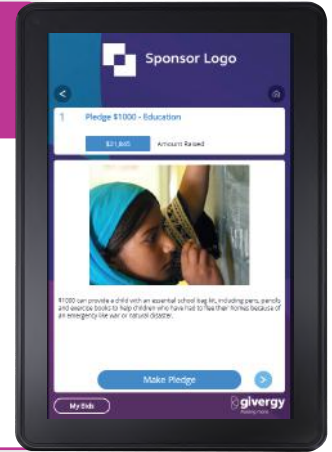 Sponsor Logo
1 Pledge $1000 - Education
$21,845 Amount Raised
$1000 can provide a child with an essential school bag kit, including pens, pencils
and exercise books to help children who have had to flee their homes because of
an emergency like war or natural disaster.
Make Pledge
My Bids
givergy